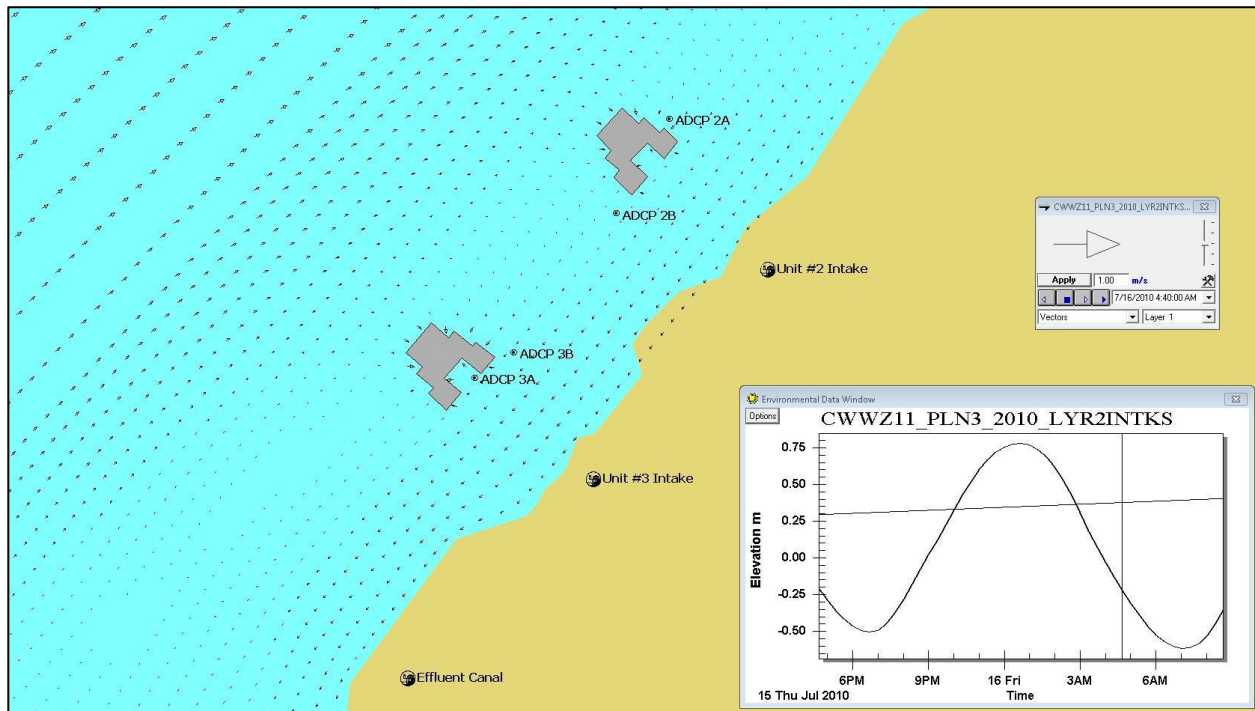 ADCP 2A
ADCP 2B
Unit #2 Intake
ADCP 3B
ADCP 3A
Unit #3 Intake
Effluent Canal
CWWZ11_PLN3_2010_LYR2INTKS...
Apply 1.00 m/s
7/16/2010 4:40:00 AM
Vectors Layer 1
Environmental Data Window
Options
CWWZ11_PLN3_2010_LYR2INTKS
Elevation m
0.75
0.50
0.25
0.00
-0.25
-0.50
6PM 9PM 16 Fri 3AM 6AM
15 Thu Jul 2010 Time